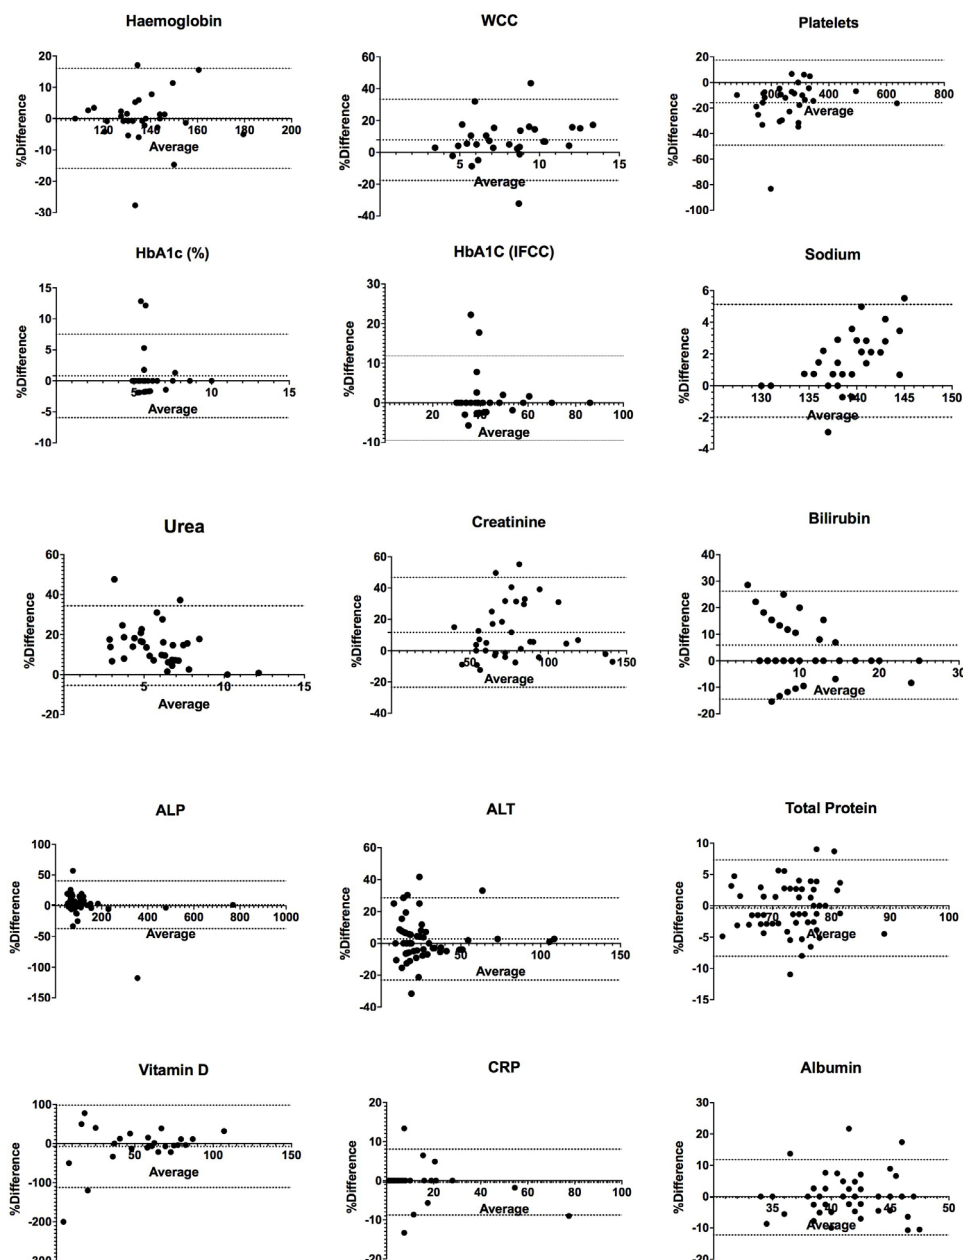 Haemoglobin
%Difference
20
10
0
-10
-20
-30
120 140 160 180 200
Average
WCC
%Difference
60
40
20
0
-20
-40
5 10 15
Average
Platelets
%Difference
20
0
-20
-40
-60
-80
-100
200 400 600 800
Average
HbA1c (%)
%Difference
15
10
5
0
-5
-10
5 10 15
Average
HbA1C (IFCC)
%Difference
30
20
10
0
-10
20 40 60 80 100
Average
Sodium
%Difference
6
4
2
0
-2
-4
130 135 140 145 150
Average
Urea
%Difference
60
40
20
0
-20
5 10 15
Average
Creatinine
%Difference
60
40
20
0
-20
-40
50 100 150
Average
Bilirubin
%Difference
40
30
20
10
0
-10
-20
10 20 30
Average
ALP
%Difference
100
50
0
-50
-100
-150
200 400 600 800 1000
Average
ALT
%Difference
60
40
20
0
-20
-40
50 100 150
Average
Total Protein
%Difference
10
5
0
-5
-10
-15
70 80 90 100
Average
Vitamin D
%Difference
100
0
-100
-200
-300
50 100 150
Average
CRP
%Difference
20
10
0
-10
-20
20 40 60 80 100
Average
Albumin
%Difference
30
20
10
0
-10
-20
35 40 45 50
Average